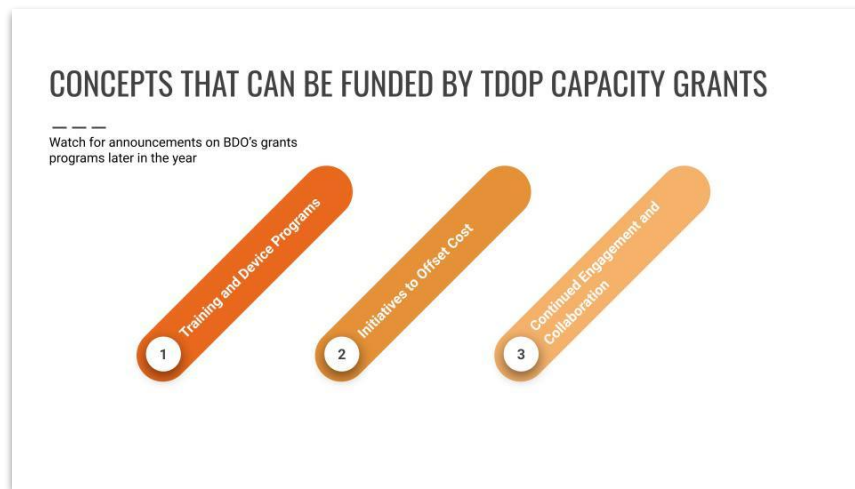 CONCEPTS THAT CAN BE FUNDED BY TDOP CAPACITY GRANTS
Watch for announcements on BDO's grants
programs later in the year
1
Training and Device Programs
2
Initiatives to Offset Cost
3
Continued Engagement and
Collaboration